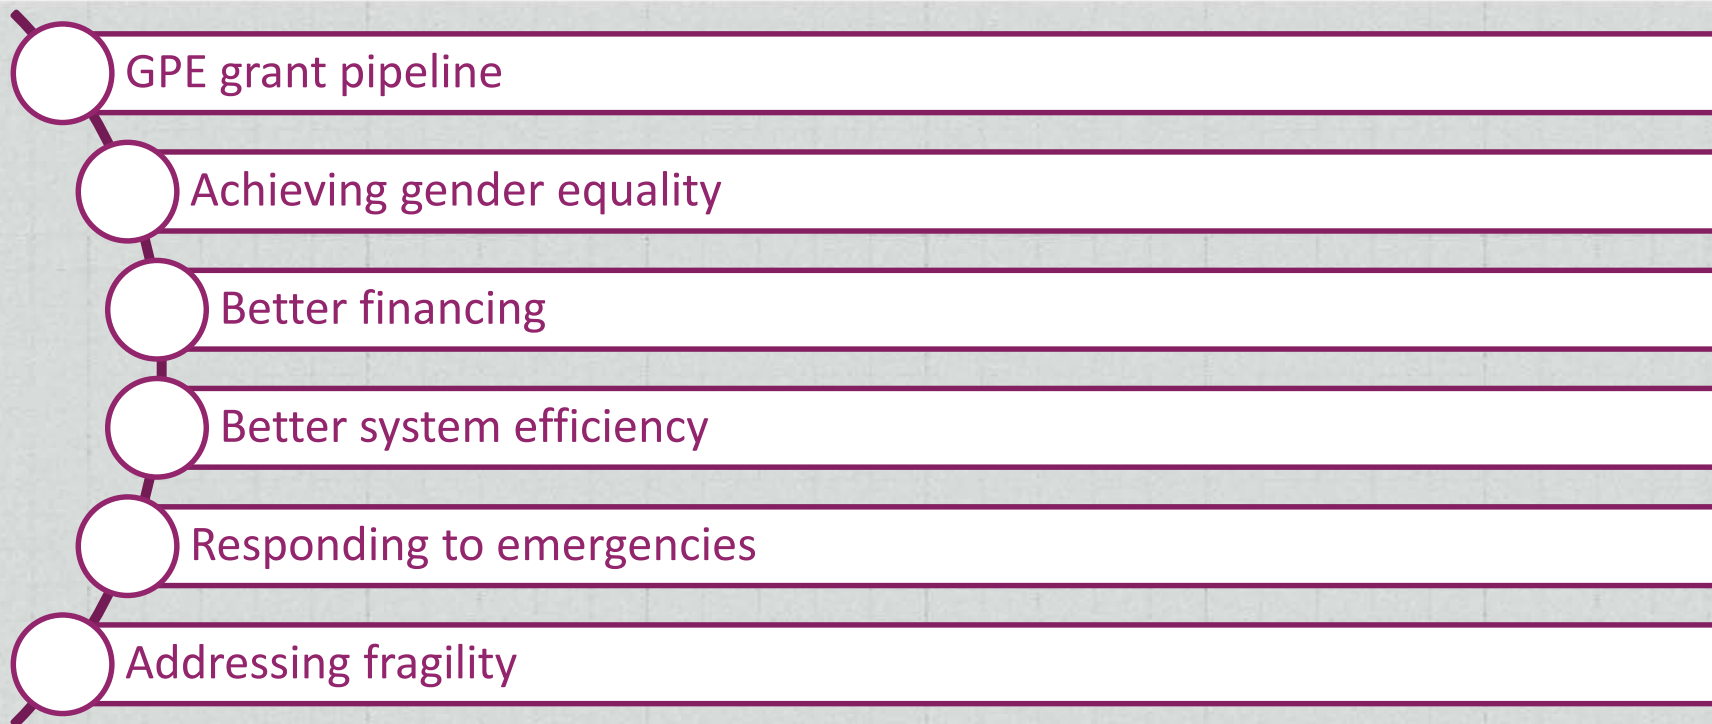 GPE grant pipeline
Achieving gender equality
Better financing
Better system efficiency
Responding to emergencies
Addressing fragility